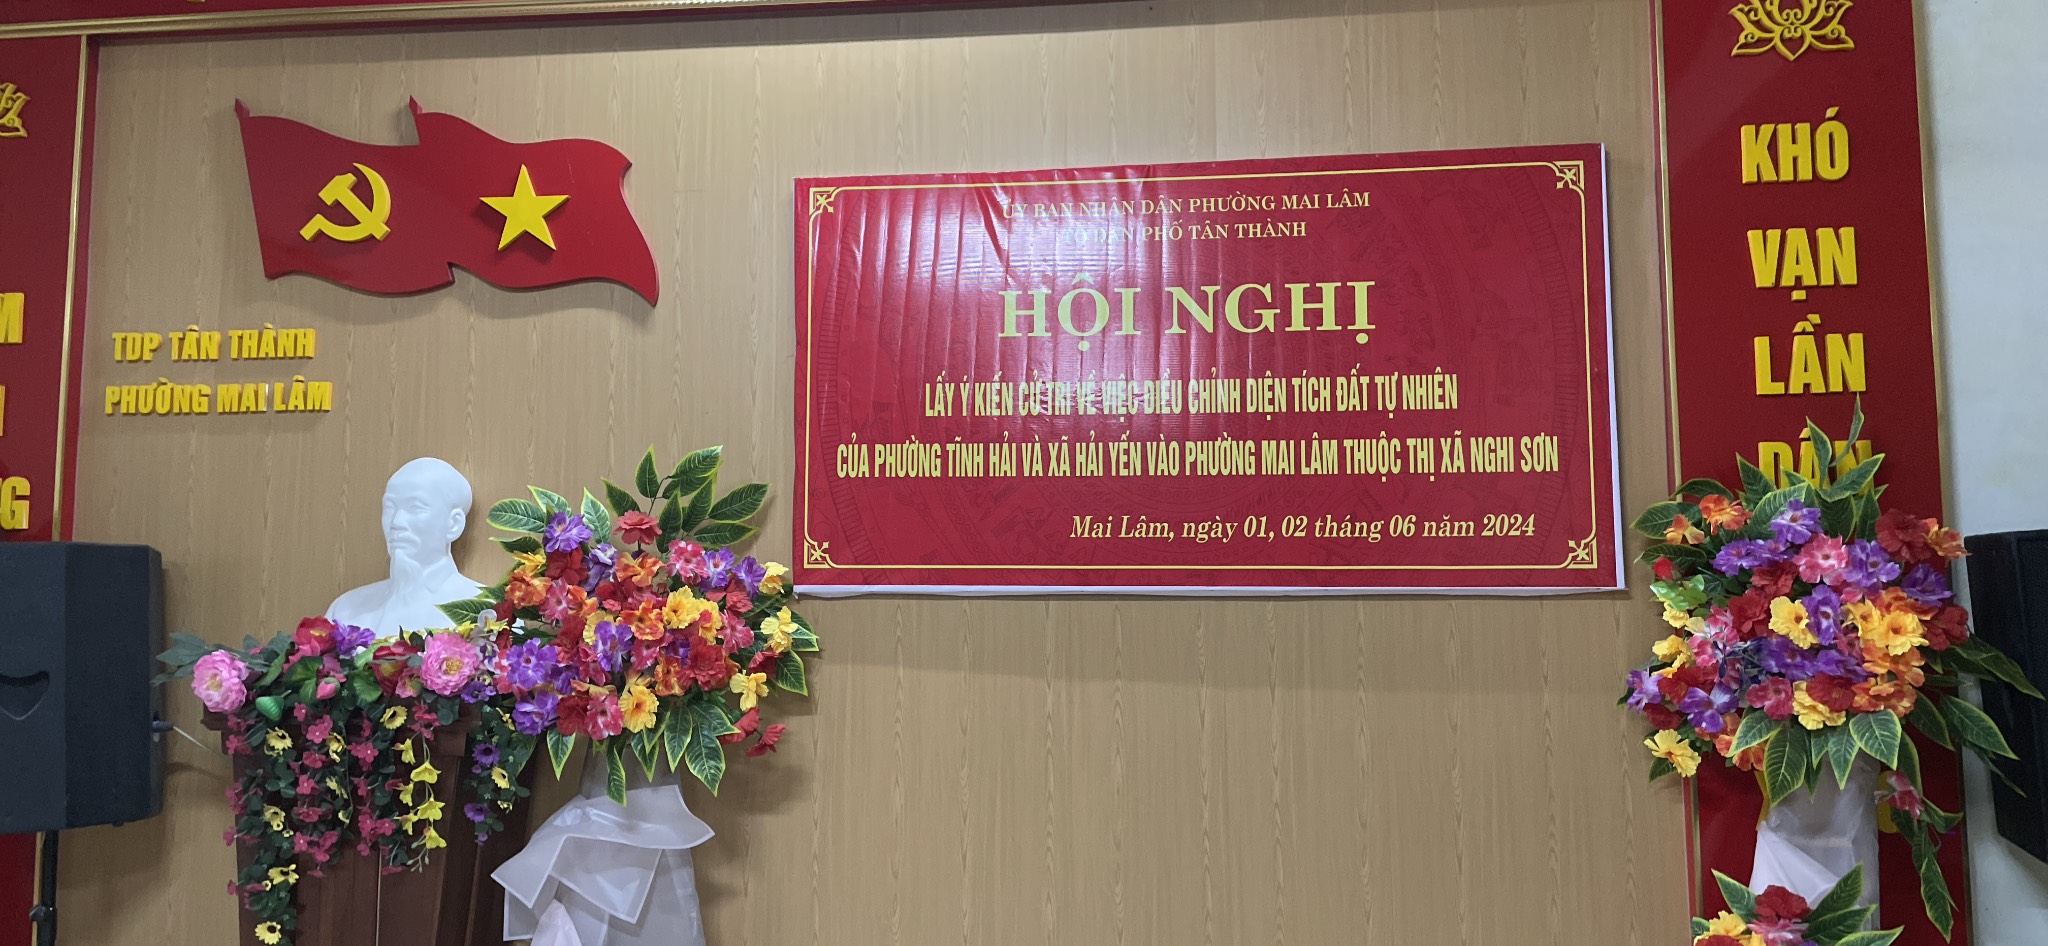 TDP TÂN THÀNH
PHƯỜNG MAI LÂM
ỦY BAN NHÂN DÂN PHƯỜNG MAI LÂM
TỔ DÂN PHỐ TÂN THÀNH
HỘI NGHỊ
LẤY Ý KIẾN CỬ TRI VỀ VIỆC ĐIỀU CHỈNH DIỆN TÍCH ĐẤT TỰ NHIÊN
CỦA PHƯỜNG TĨNH HẢI VÀ XÃ HẢI YẾN VÀO PHƯỜNG MAI LÂM THUỘC THỊ XÃ NGHI SƠN
Mai Lâm, ngày 01, 02 tháng 06 năm 2024
KHÓ
VẠN
LẦN
DÂN